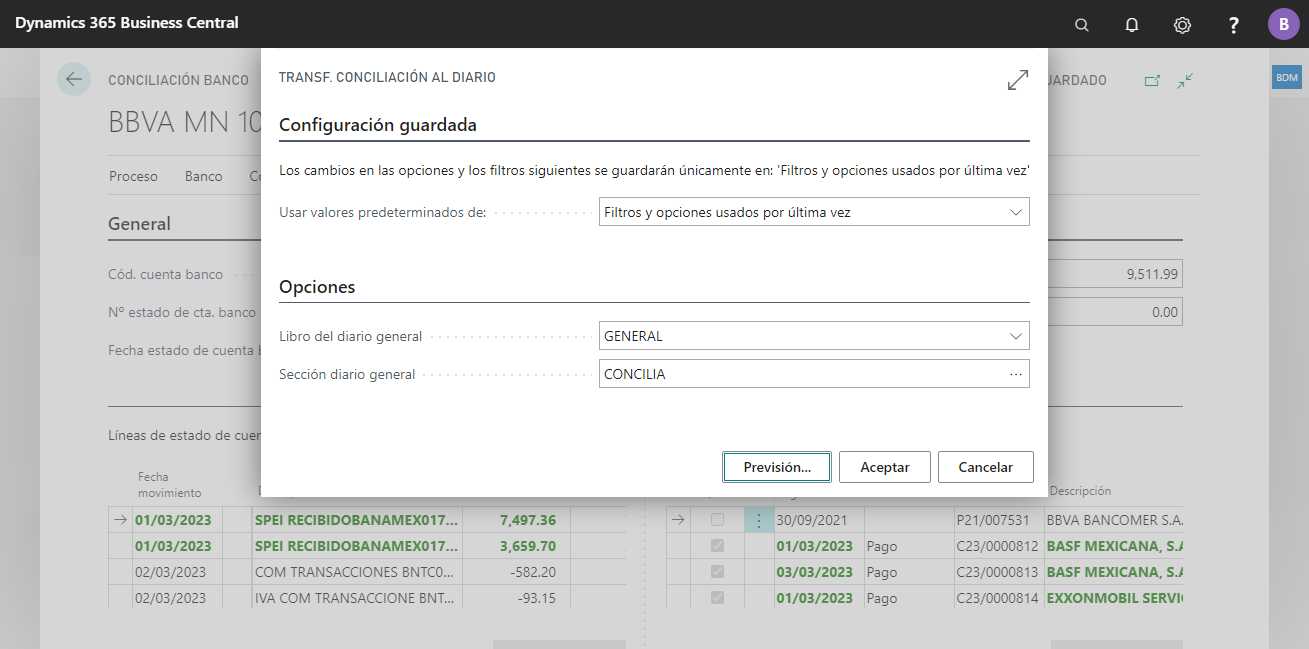 Dynamics 365 Business Central
?
B
CONCILIACIÓN BANCO
BBVA MN
Proceso Banco
General
Cód. cuenta banco
Nº estado de cta. banco
Fecha estado de cuenta
9,511.99
0.00
BDM
TRANSF. CONCILIACIÓN AL DIARIO
Configuración guardada
Los cambios en las opciones y los filtros siguientes se guardarán únicamente en: 'Filtros y opciones usados por última vez'
Usar valores predeterminados de: Filtros y opciones usados por última vez
Opciones
Libro del diario general GENERAL
Sección diario general CONCILIA
Previsión... Aceptar Cancelar
Líneas de estado de
Fecha
movimiento
Descripción
01/03/2023 SPEI RECIBIDOBANAMEX017... 7,497.36
01/03/2023 SPEI RECIBIDOBANAMEX017... 3,659.70
02/03/2023 COM TRANSACCIONES BNTC0... -582.20
02/03/2023 IVA COM TRANSACCIONE BNT... -93.15
30/09/2021 P21/007531 BBVA BANCOMER S.A.
01/03/2023 Pago C23/0000812 BASF MEXICANA,
03/03/2023 Pago C23/0000813 BASF MEXICANA,
01/03/2023 Pago C23/0000814 EXXONMOBIL